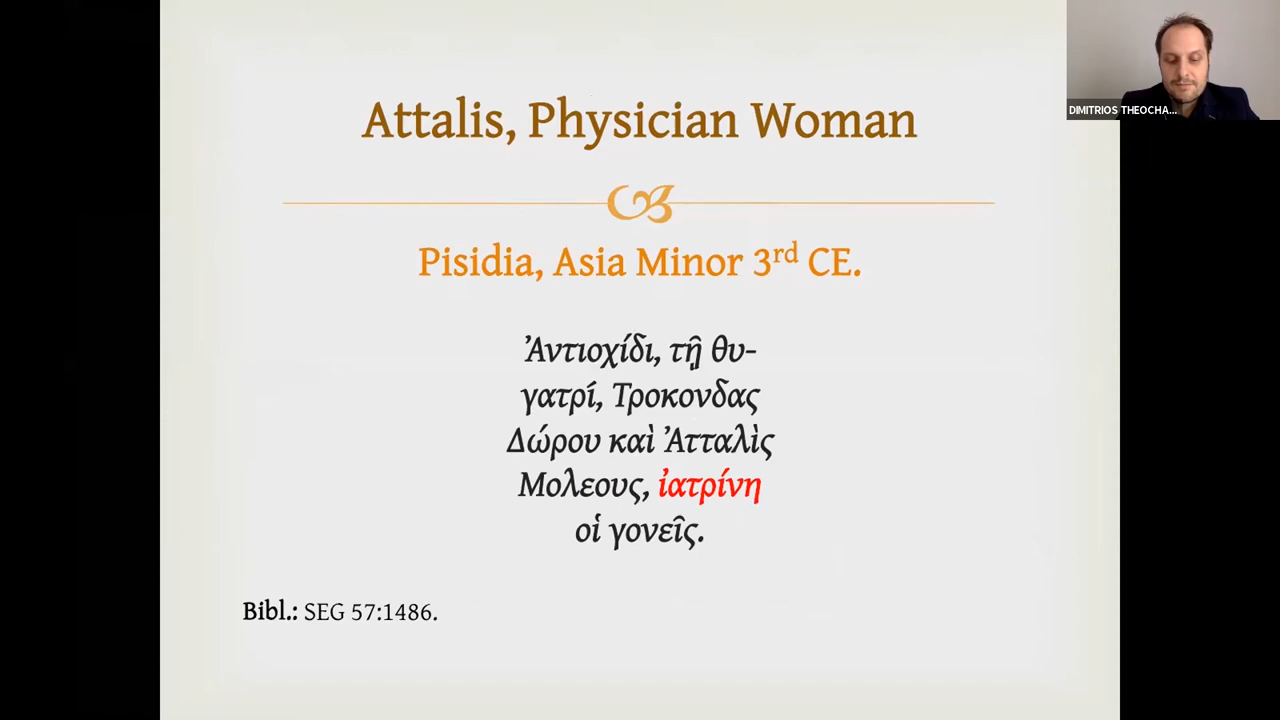 Attalis, Physician Woman
Pisidia, Asia Minor 3rd CE.
Ἀντιοχίδι, τῇ θυ-
γατρί, Τροκονδας
Δώρου καὶ Ἀτταλὶς
Μολεους, ἰατρίνη
οἱ γονεῖς.
Bibl.: SEG 57:1486.
DIMITRIOS THEOCHA...